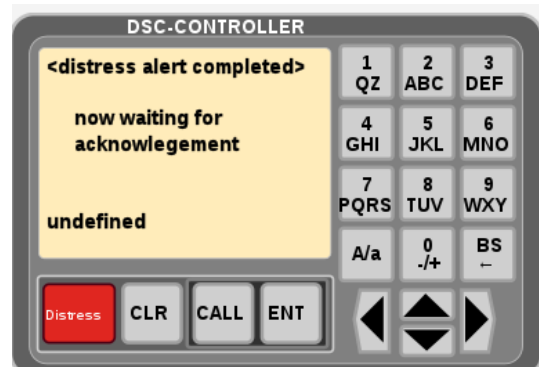 DSC-CONTROLLER
<distress alert completed>
now waiting for
acknowlegement
undefined
1
QZ
2
ABC
3
DEF
4
GHI
5
JKL
6
MNO
7
PQRS
8
TUV
9
WXY
A/a
0
-/+
BS
←
Distress
CLR
CALL
ENT